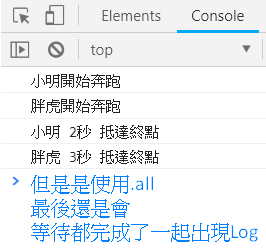 Elements
Console
top
小明開始奔跑
胖虎開始奔跑
小明 2秒 抵達終點
胖虎 3秒 抵達終點
但是是使用.all
最後還是會
等待都完成了一起出現Log